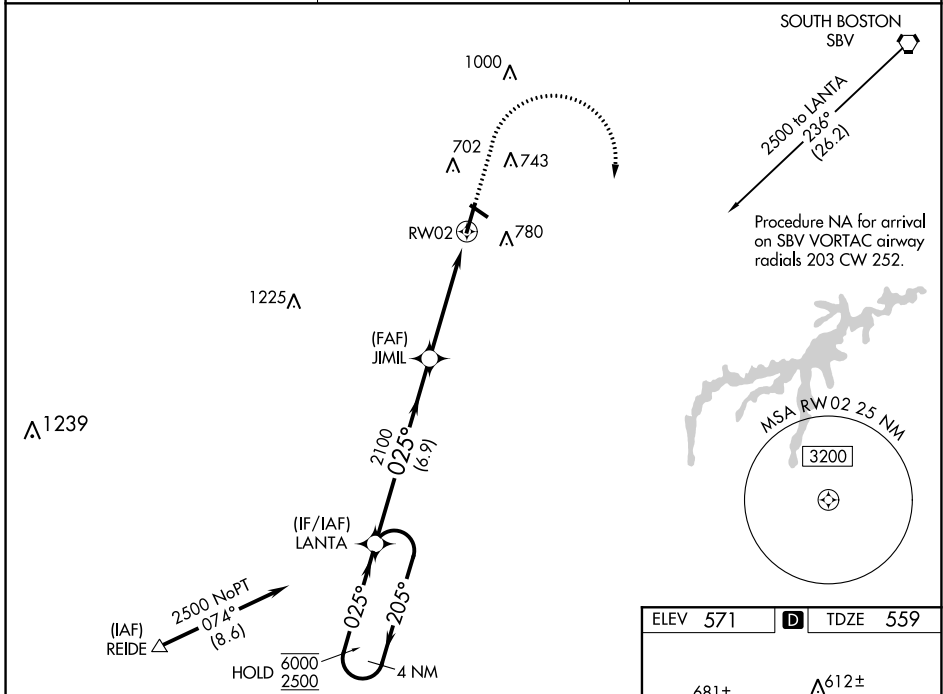 SOUTH BOSTON
SBV
1000
2500 to LANTA
236°
(26.2)
702
743
RW02
780
Procedure NA for arrival
on SBV VORTAC airway
radials 203 CW 252.
1225
(FAF)
JIMIL
1239
MSA RW02 25 NM
3200
2100
025°
(6.9)
(IF/IAF)
LANTA
2500 NoPT
074°
(8.6)
(IAF)
REIDE
025°
205°
HOLD
6000
2500
4 NM
ELEV 571 D TDZE 559
681±
612±